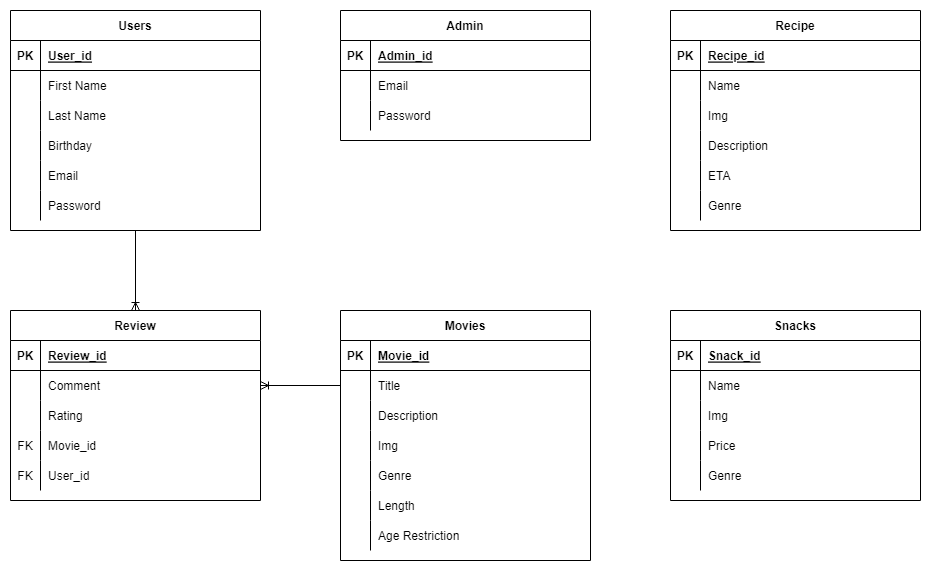 Users
PK User_id
First Name
Last Name
Birthday
Email
Password
Admin
PK Admin_id
Email
Password
Recipe
PK Recipe_id
Name
Img
Description
ETA
Genre
Review
PK Review_id
Comment
Rating
FK Movie_id
FK User_id
Movies
PK Movie_id
Title
Description
Img
Genre
Length
Age Restriction
Snacks
PK Snack_id
Name
Img
Price
Genre